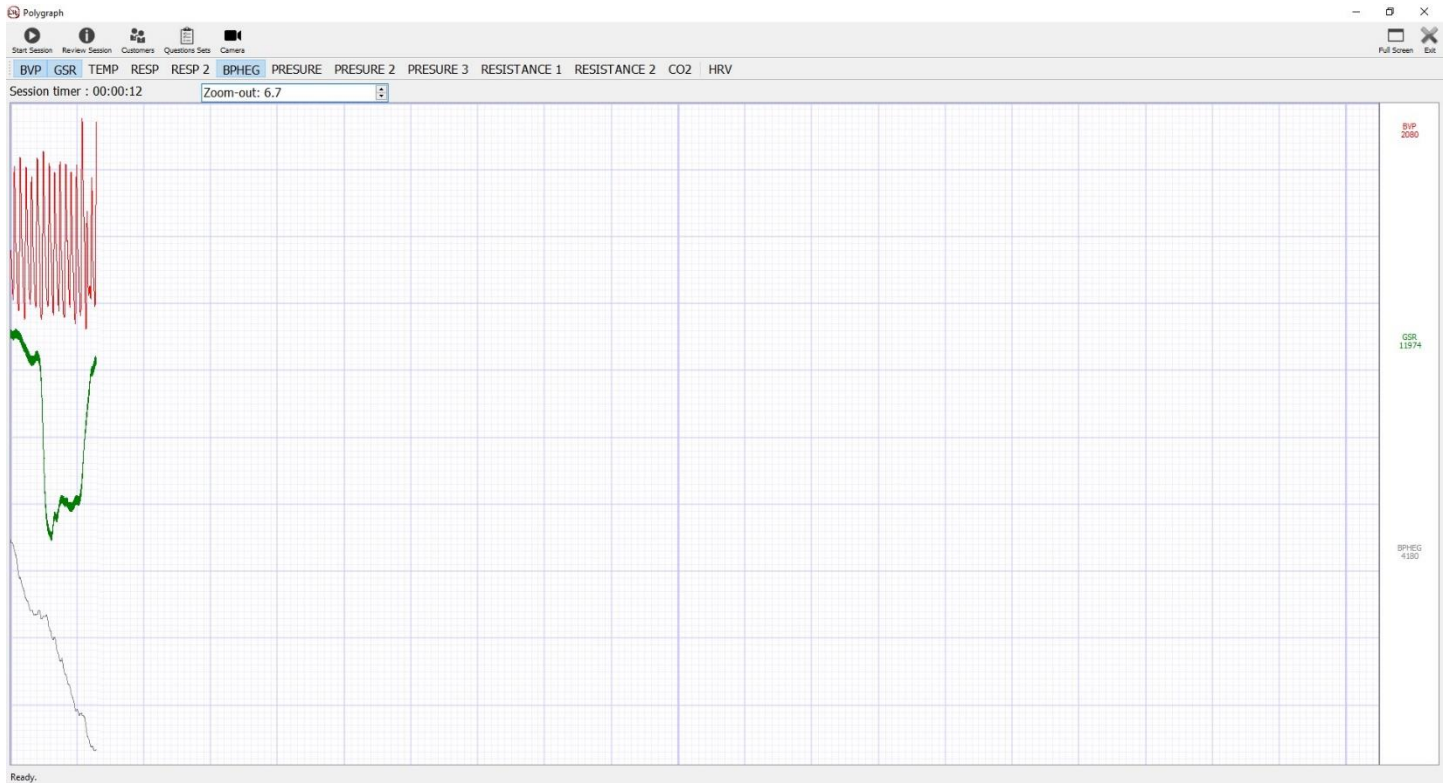 Polygraph
Start Session Review Session Customers Questions Sets Camera Full Screen Exit
BVP GSR TEMP RESP RESP 2 BPHEG PRESURE PRESURE 2 PRESURE 3 RESISTANCE 1 RESISTANCE 2 CO2 HRV
Session timer : 00:00:12 Zoom-out: 6.7
BVP
2080
GSR
11974
BPHEG
4180
Ready.